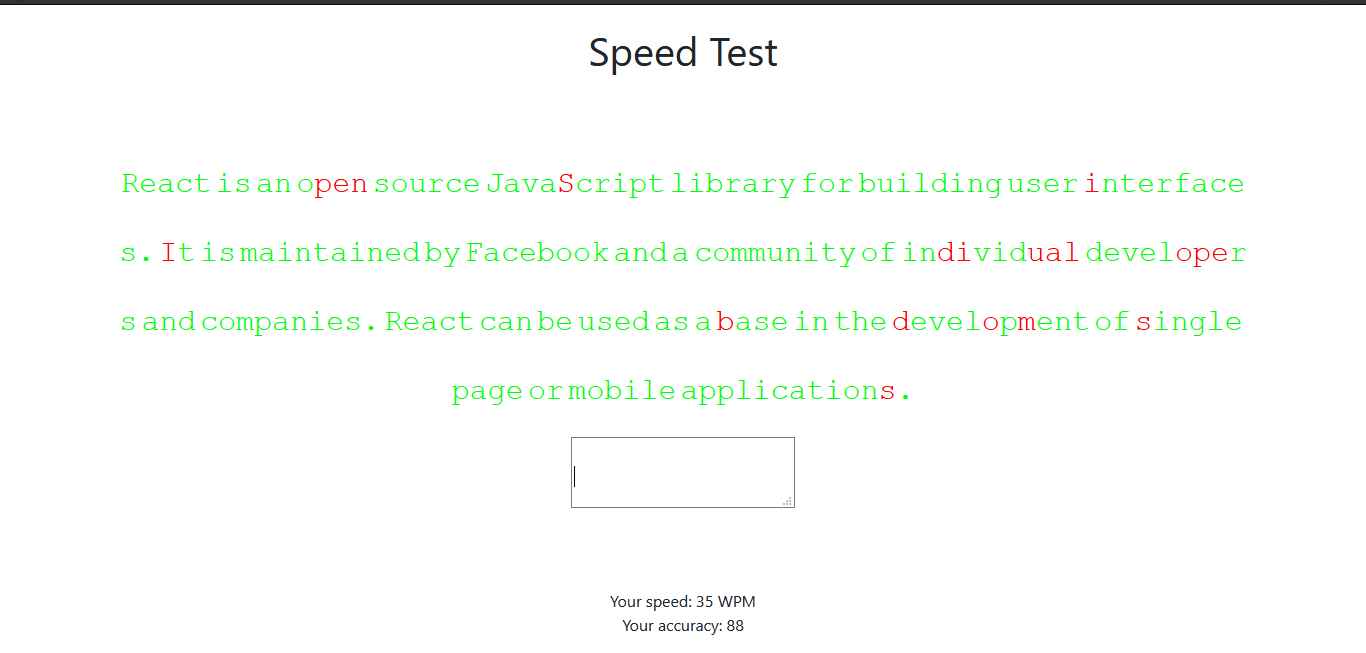 Speed Test
React is an open source JavaScript library for building user interface
s. It is maintained by Facebook and a community of individual developer
s and companies. React can be used as a base in the development of single
page or mobile applications.
Your speed: 35 WPM
Your accuracy: 88